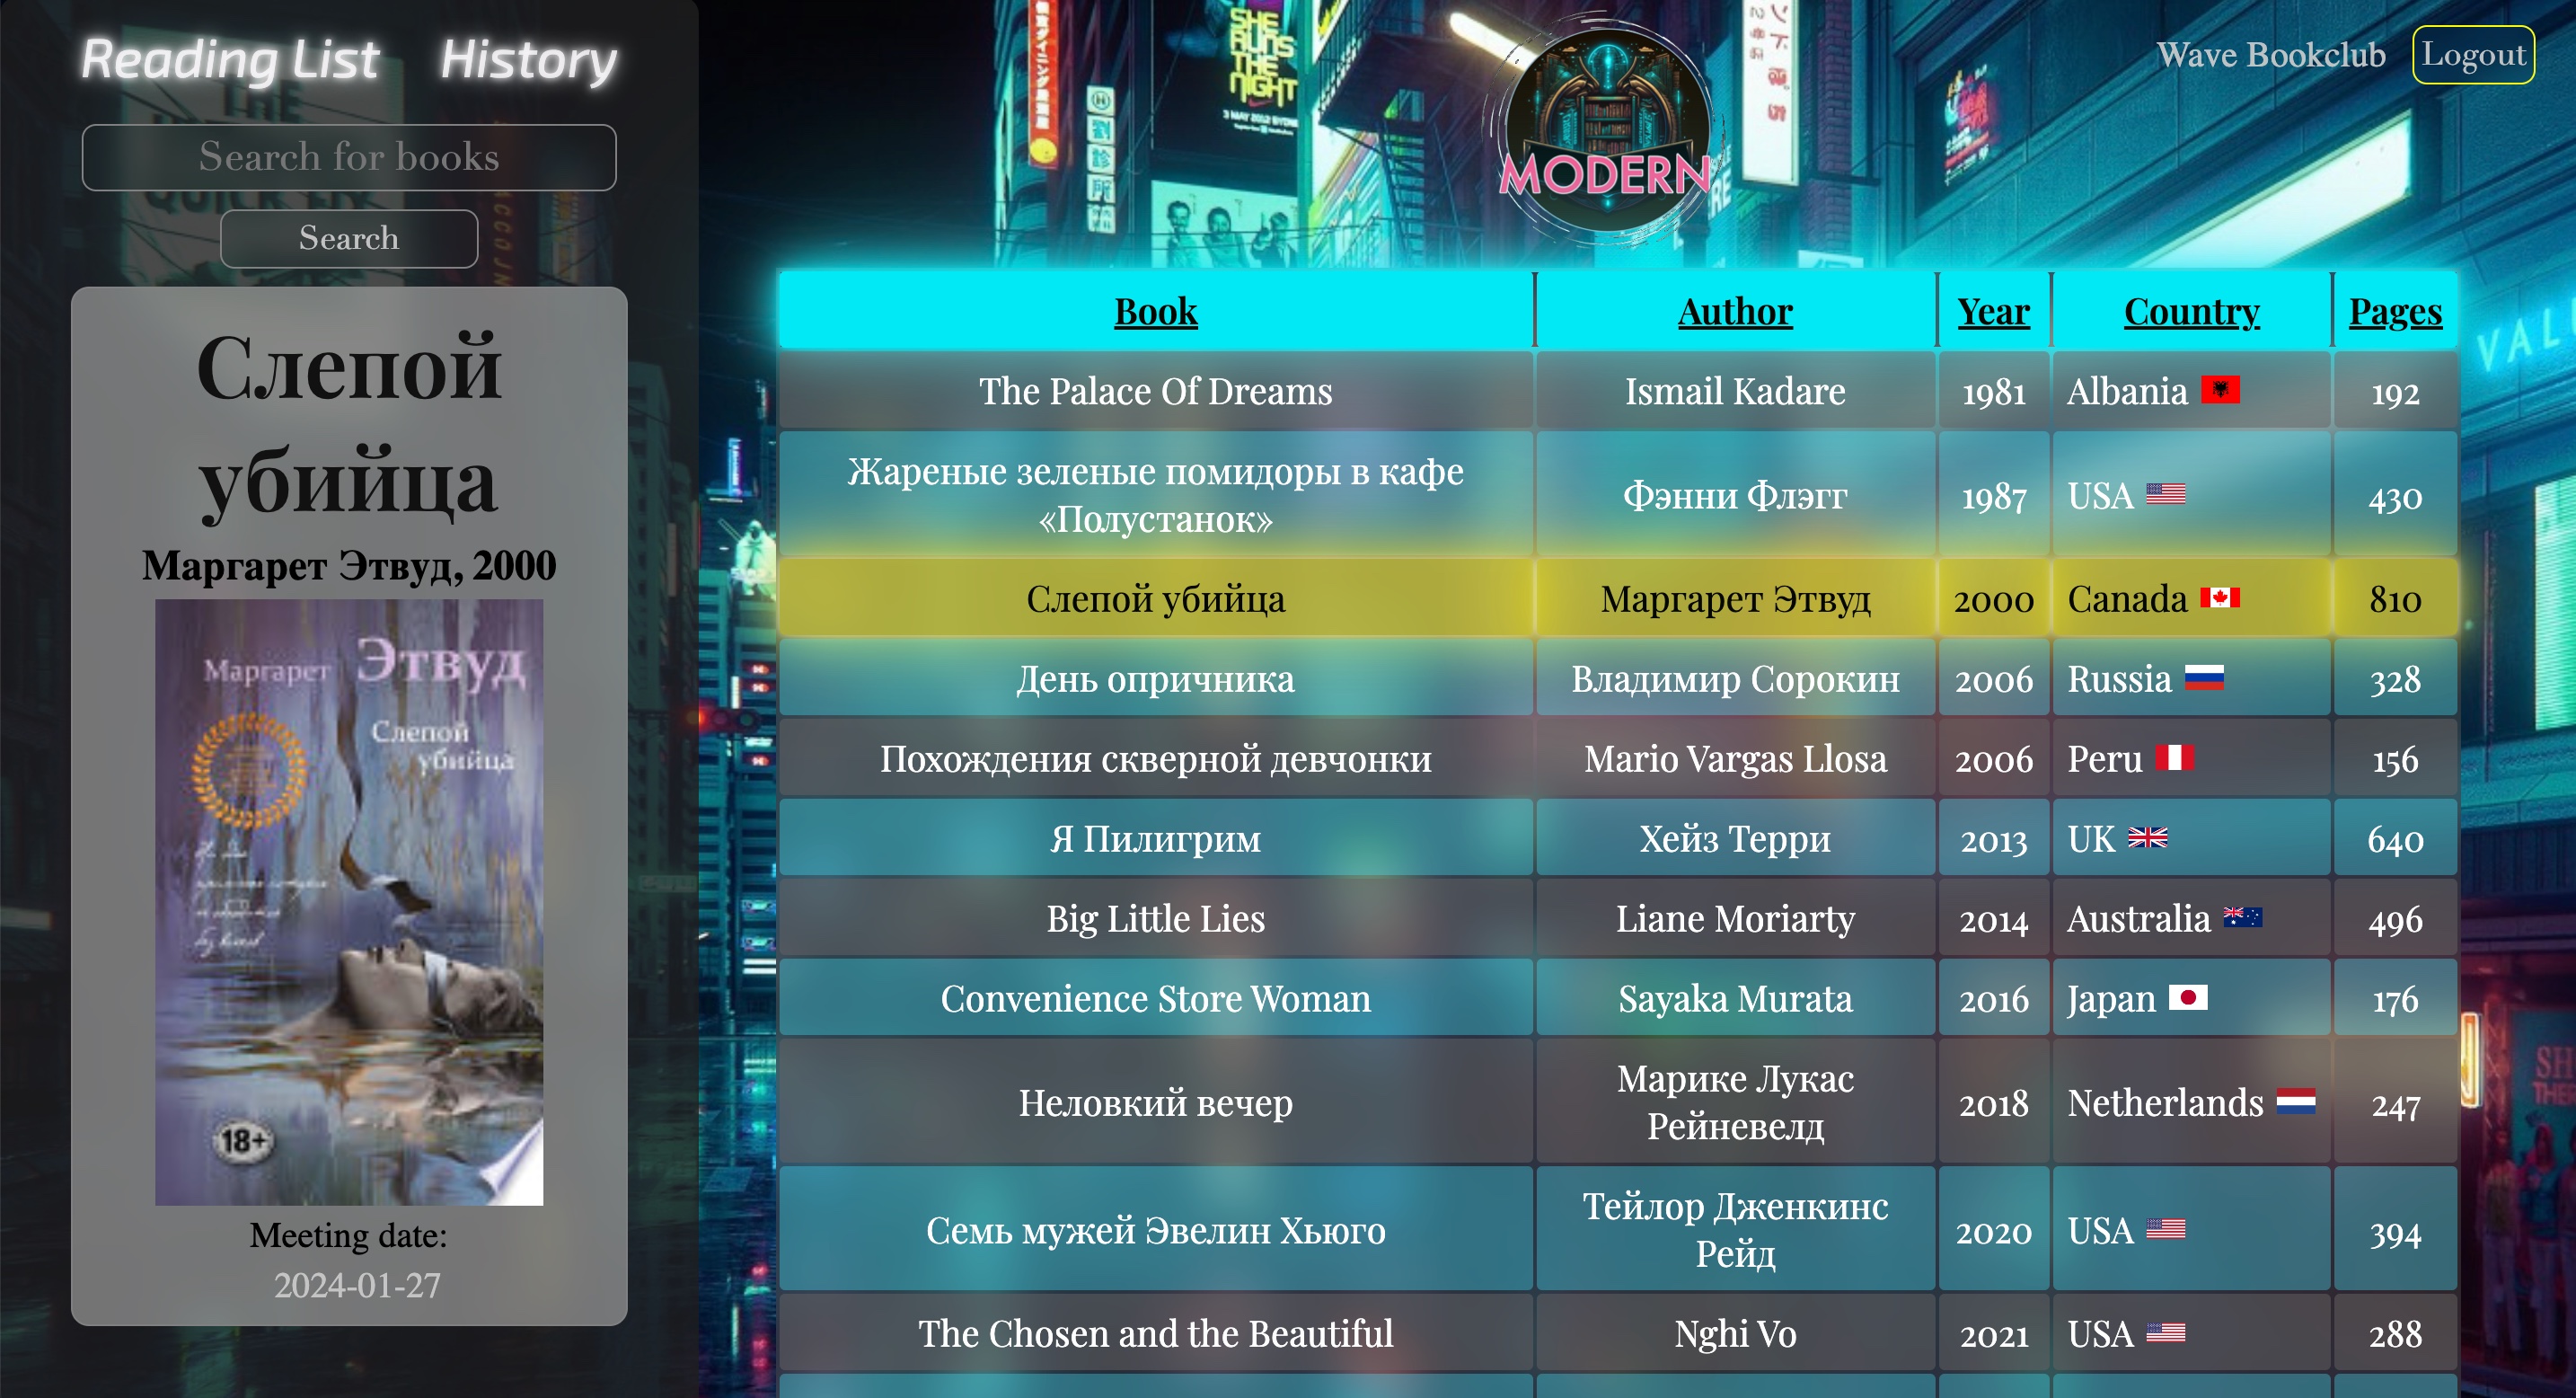 Reading List
History
Search for books
Search
Слепой
убийца
Маргарет Этвуд, 2000
Маргарет Этвуд
Слепой
убийца
18+
Meeting date:
2024-01-27
SHE
RUNS
THE
NIGHT
3 MAY 2012
MODERN
Wave Bookclub
Logout
Book Author Year Country Pages
The Palace Of Dreams Ismail Kadare 1981 Albania 192
Жареные зеленые помидоры в кафе
«Полустанок» Фэнни Флэгг 1987 USA 430
Слепой убийца Маргарет Этвуд 2000 Canada 810
День опричника Владимир Сорокин 2006 Russia 328
Похождения скверной девчонки Mario Vargas Llosa 2006 Peru 156
Я Пилигрим Хейз Терри 2013 UK 640
Big Little Lies Liane Moriarty 2014 Australia 496
Convenience Store Woman Sayaka Murata 2016 Japan 176
Неловкий вечер Марике Лукас
Рейневелд 2018 Netherlands 247
Семь мужей Эвелин Хьюго Тейлор Дженкинс
Рейд 2020 USA 394
The Chosen and the Beautiful Nghi Vo 2021 USA 288